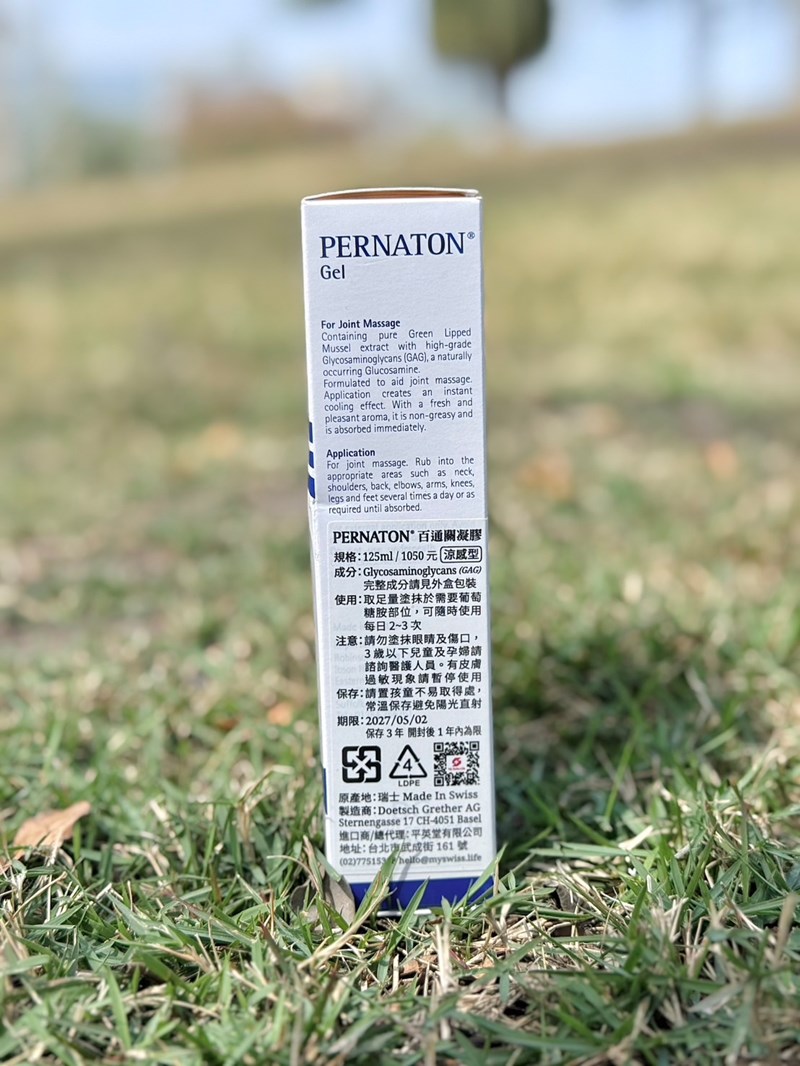 PERNATON®
Gel
For Joint Massage
Containing pure Green Lipped
Mussel extract with high-grade
Glycosaminoglycans (GAG), a naturally
occurring Glucosamine.
Formulated to aid joint massage.
Application creates an instant
cooling effect. With a fresh and
pleasant aroma, it is non-greasy and
is absorbed immediately.
Application
For joint massage. Rub into the
appropriate areas such as neck,
shoulders, back, elbows, arms, knees,
legs and feet several times a day or as
required until absorbed.
PERNATON® 百通關凝膠
規格：125ml / 1050 元 涼感型
成分：Glycosaminoglycans (GAG)
完整成分請見外盒包裝
使用：取足量塗抹於需要葡萄
糖胺部位，可隨時使用
每日 2~3 次
注意：請勿塗抹眼睛及傷口，
3 歲以下兒童及孕婦請
諮詢醫護人員。有皮膚
過敏現象請暫停使用
保存：請置孩童不易取得處，
常溫保存避免陽光直射
期限：2027/05/02
保存 3 年 開封後 1 年內為限
4
LDPE
原產地：瑞士 Made In Swiss
製造商：Doetsch Grether AG
Sternengasse 17 CH-4051 Basel
進口商/總代理：平英堂有限公司
地址：台北市武成街 161 號
hello@myswiss.life